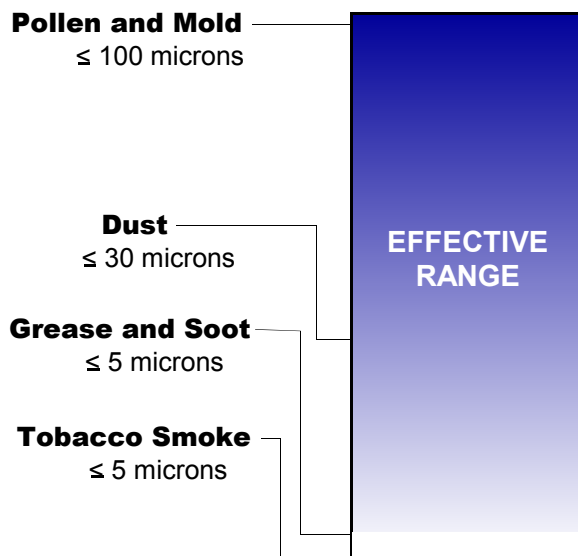 Pollen and Mold
≤ 100 microns
Dust
≤ 30 microns
EFFECTIVE
RANGE
Grease and Soot
≤ 5 microns
Tobacco Smoke
≤ 5 microns